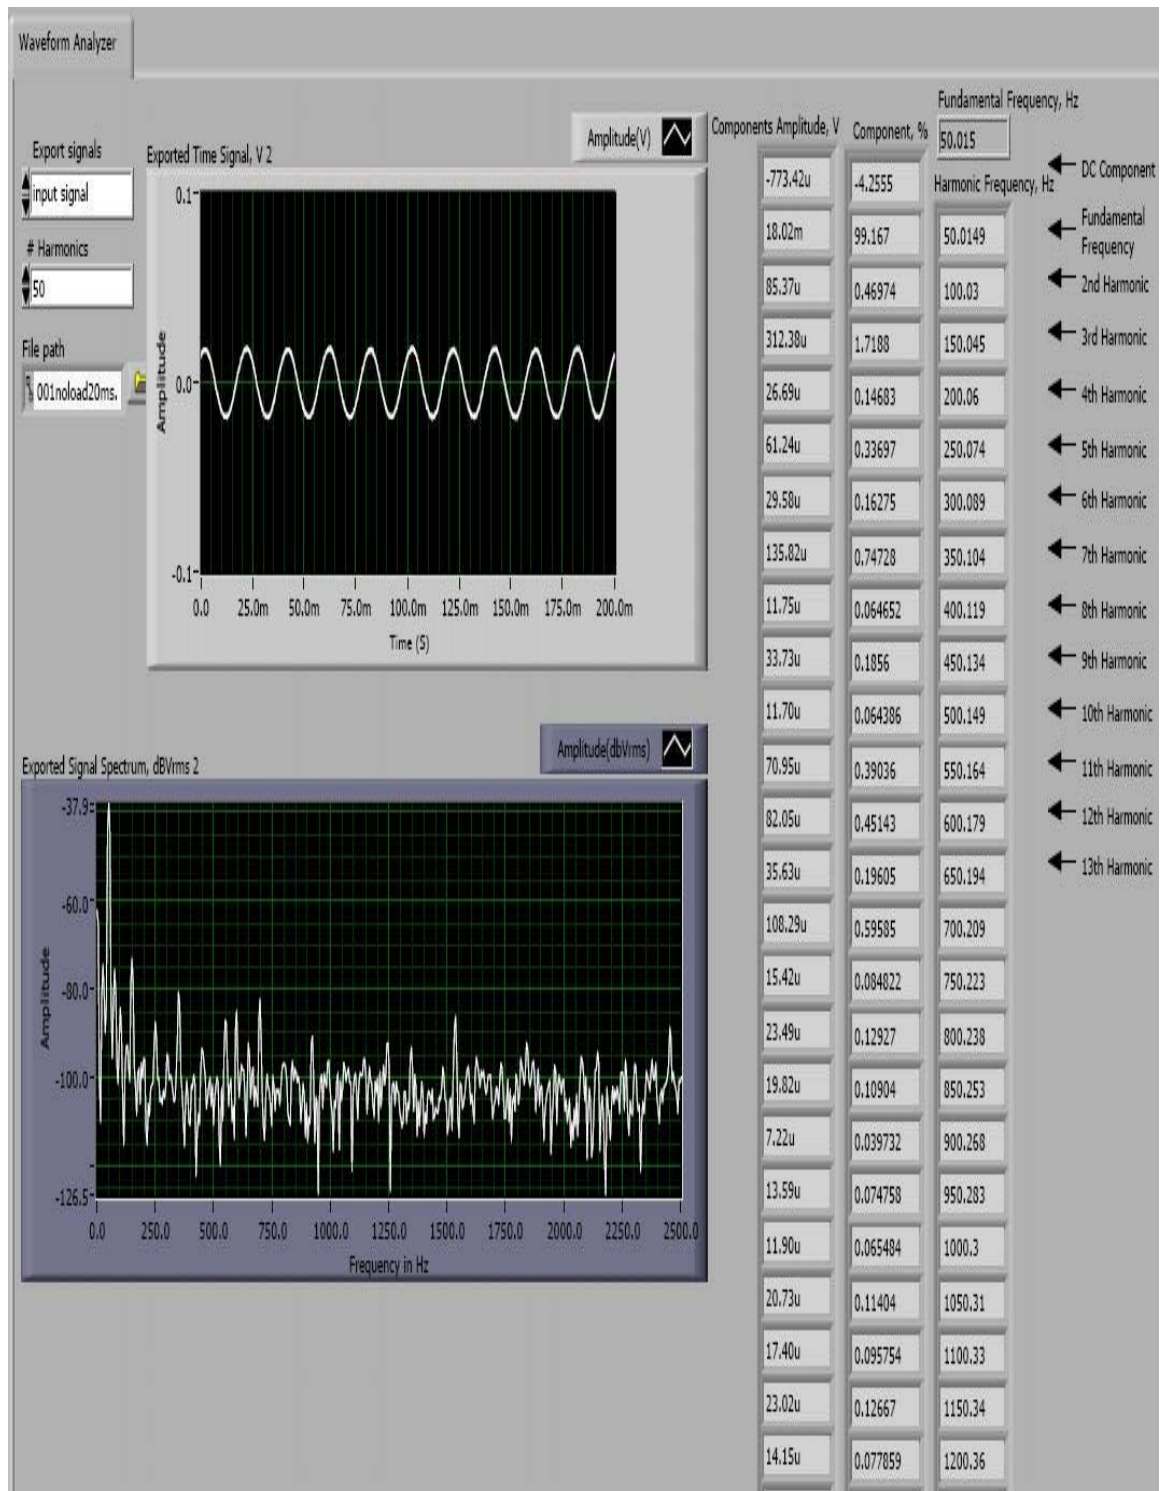 Waveform Analyzer
Export signals
input signal
# Harmonics
50
File path
001noload20ms.
Exported Time Signal, V 2
Amplitude(V)
Amplitude
0.1
0.0
-0.1
0.0 25.0m 50.0m 75.0m 100.0m 125.0m 150.0m 175.0m 200.0m
Time (S)
Exported Signal Spectrum, dBVrms 2
Amplitude(dbVrms)
Amplitude
-37.9
-60.0
-80.0
-100.0
-126.5
0.0 250.0 500.0 750.0 1000.0 1250.0 1500.0 1750.0 2000.0 2250.0 2500.0
Frequency in Hz
Fundamental Frequency, Hz
50.015
Components Amplitude, V Component, % Harmonic Frequency, Hz
-773.42u -4.2555 DC Component
18.02m 99.167 50.0149 Fundamental Frequency
85.37u 0.46974 100.03 2nd Harmonic
312.38u 1.7188 150.045 3rd Harmonic
26.69u 0.14683 200.06 4th Harmonic
61.24u 0.33697 250.074 5th Harmonic
29.58u 0.16275 300.089 6th Harmonic
135.82u 0.74728 350.104 7th Harmonic
11.75u 0.064652 400.119 8th Harmonic
33.73u 0.1856 450.134 9th Harmonic
11.70u 0.064386 500.149 10th Harmonic
70.95u 0.39036 550.164 11th Harmonic
82.05u 0.45143 600.179 12th Harmonic
35.63u 0.19605 650.194 13th Harmonic
108.29u 0.59585 700.209
15.42u 0.084822 750.223
23.49u 0.12927 800.238
19.82u 0.10904 850.253
7.22u 0.039732 900.268
13.59u 0.074758 950.283
11.90u 0.065484 1000.3
20.73u 0.11404 1050.31
17.40u 0.095754 1100.33
23.02u 0.12667 1150.34
14.15u 0.077859 1200.36